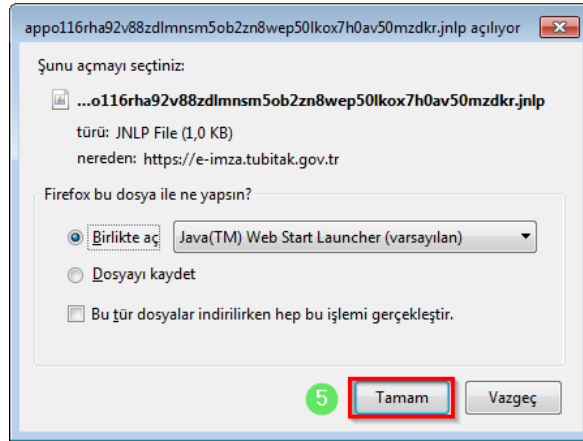 appo116rha92v88zdlmnsm5ob2zn8wep50lkox7h0av50mzdkr.jnlp açılıyor
Şunu açmayı seçtiniz:
...o116rha92v88zdlmnsm5ob2zn8wep50lkox7h0av50mzdkr.jnlp
türü: JNLP File (1,0 KB)
nereden: https://e-imza.tubitak.gov.tr
Firefox bu dosya ile ne yapsın?
Birlikte aç Java(TM) Web Start Launcher (varsayılan)
Dosyayı kaydet
Bu tür dosyalar indirilirken hep bu işlemi gerçekleştir.
5 Tamam Vazgeç